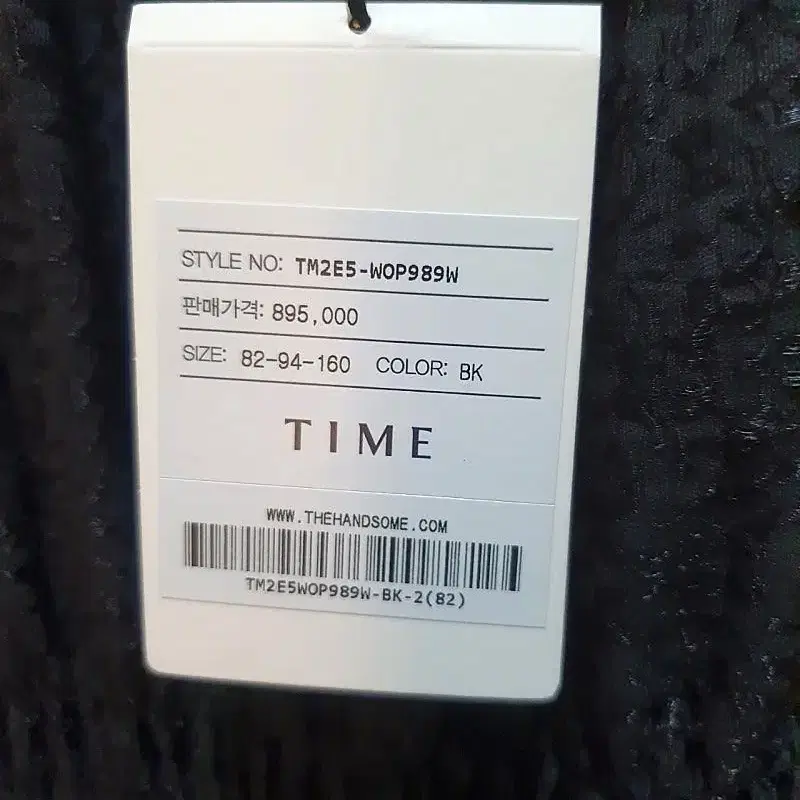 STYLE NO: TM2E5-WOP989W
판매가격: 895,000
SIZE: 82-94-160 COLOR: BK
TIME
WWW.THEHANDSOME.COM
TM2E5WOP989W-BK-2(82)